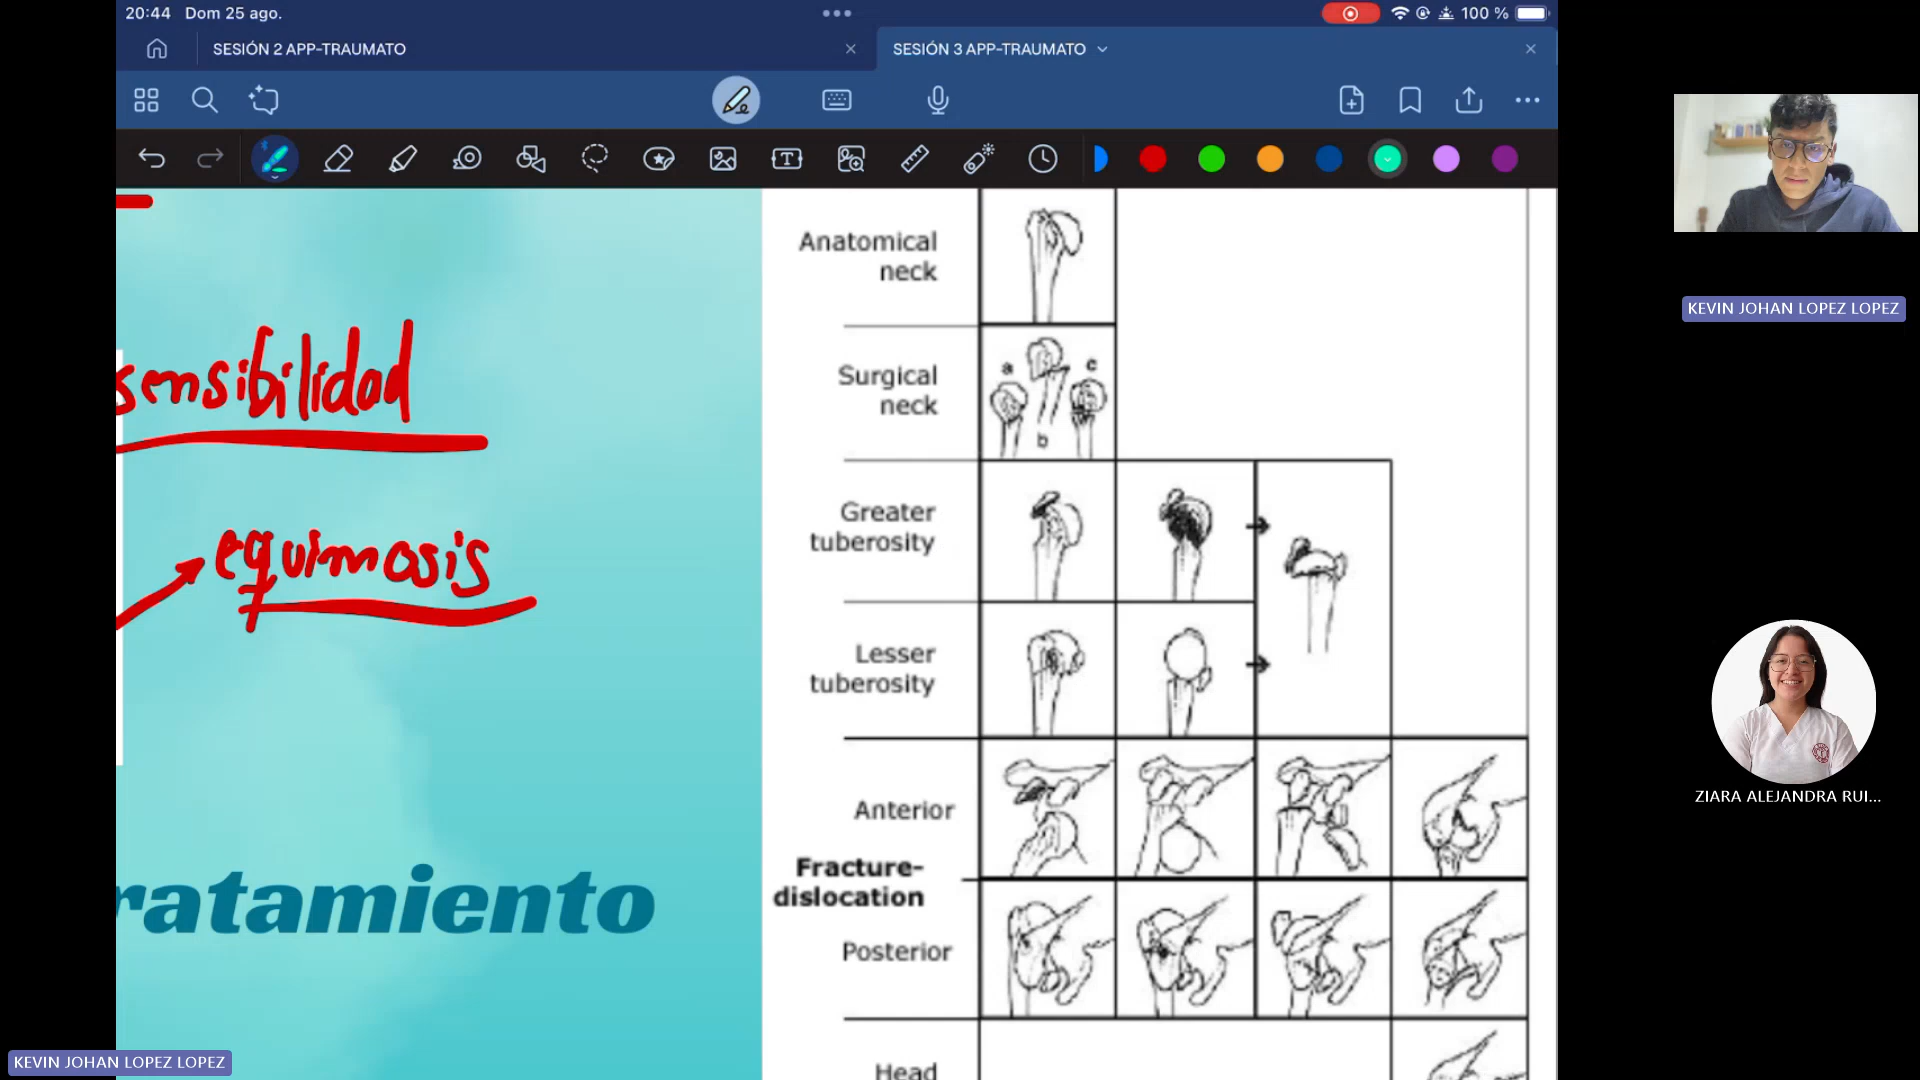 20:44 Dom 25 ago.
100 %
SESIÓN 2 APP-TRAUMATO
SESIÓN 3 APP-TRAUMATO
sensibilidad
equimosis
ratamiento
Anatomical
neck
Surgical
neck
a
c
b
Greater
tuberosity
Lesser
tuberosity
Anterior
Fracture-
dislocation
Posterior
Head
KEVIN JOHAN LOPEZ LOPEZ
ZIARA ALEJANDRA RUI...
KEVIN JOHAN LOPEZ LOPEZ